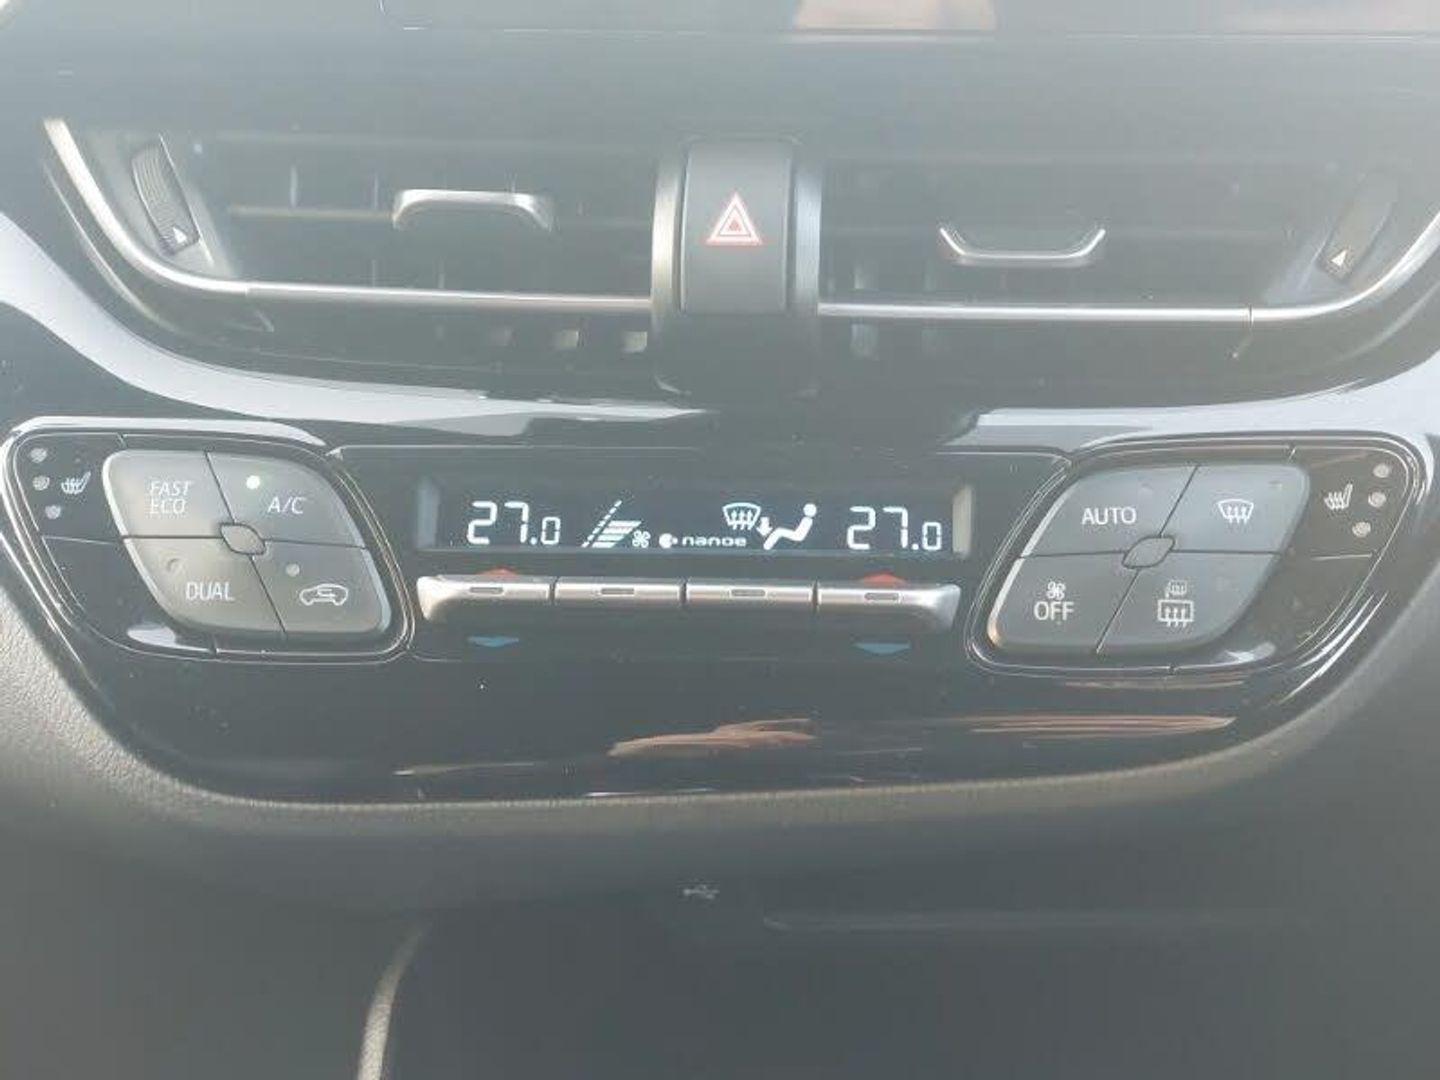 FAST
ECO
A/C
DUAL
27.0
nanoe
27.0
AUTO
OFF